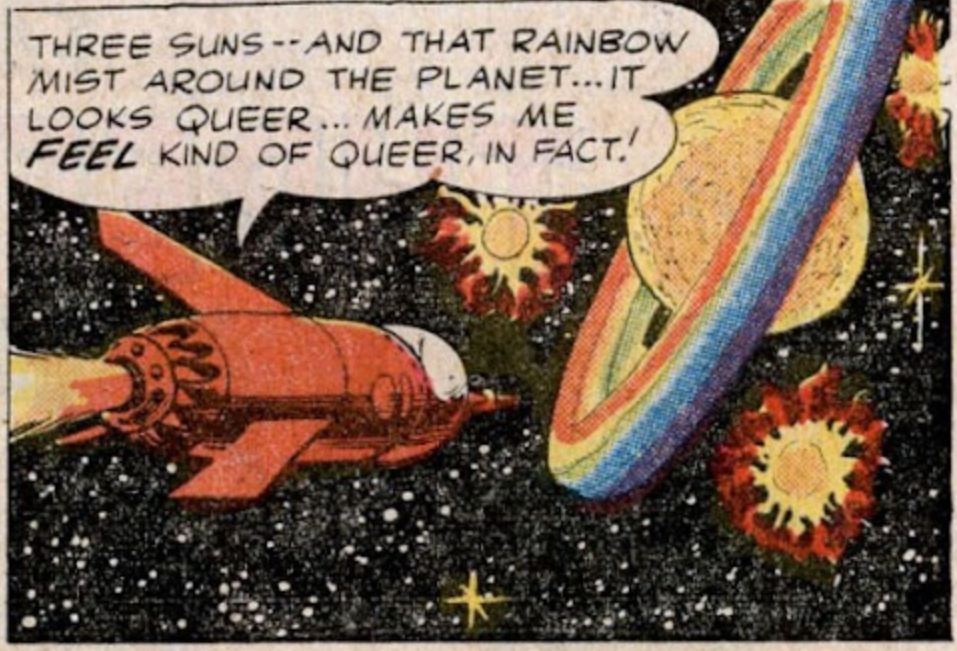 THREE SUNS--AND THAT RAINBOW
MIST AROUND THE PLANET...IT
LOOKS QUEER...MAKES ME
FEEL KIND OF QUEER, IN FACT!